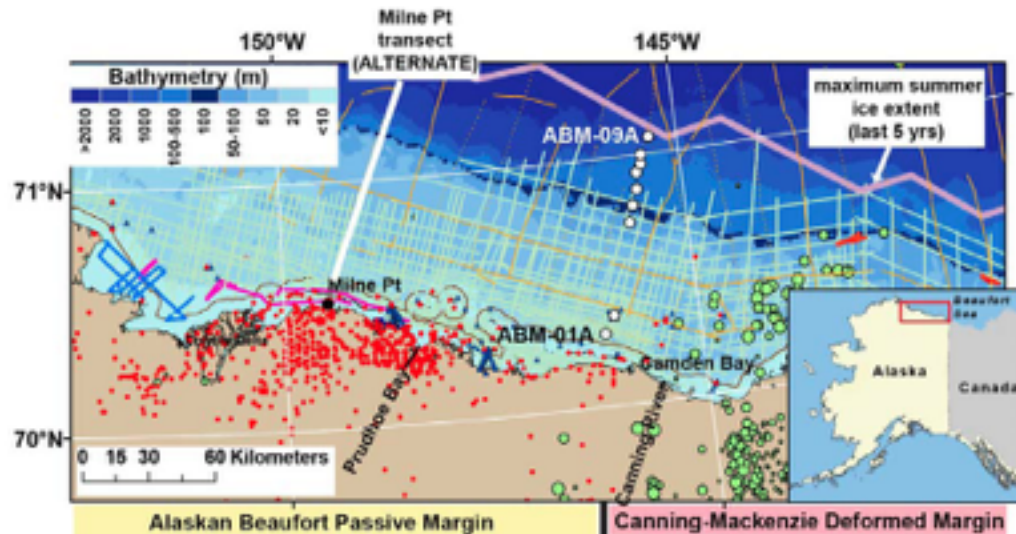 Milne Pt
transect
(ALTERNATE)
150°W
145°W
Bathymetry (m)
>2000
2000
1000
100-500
100
50-100
50
20
<10
maximum summer
ice extent
(last 5 yrs)
ABM-09A
71°N
Milne Pt
ABM-01A
Camden Bay
Prudhoe Bay
Canning River
Beaufort
Sea
Alaska
Canada
70°N
0 15 30 60 Kilometers
Alaskan Beaufort Passive Margin
Canning-Mackenzie Deformed Margin